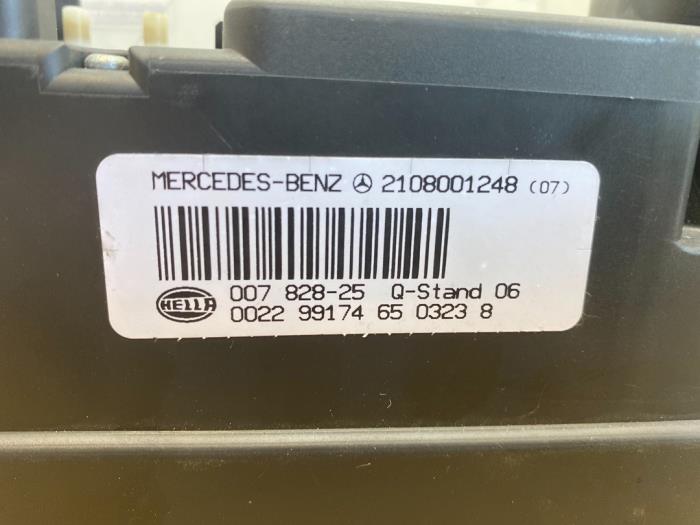 MERCEDES-BENZ 2108001248 (07)
HELLA 007 828-25 Q-Stand 06
0022 99174 65 0323 8